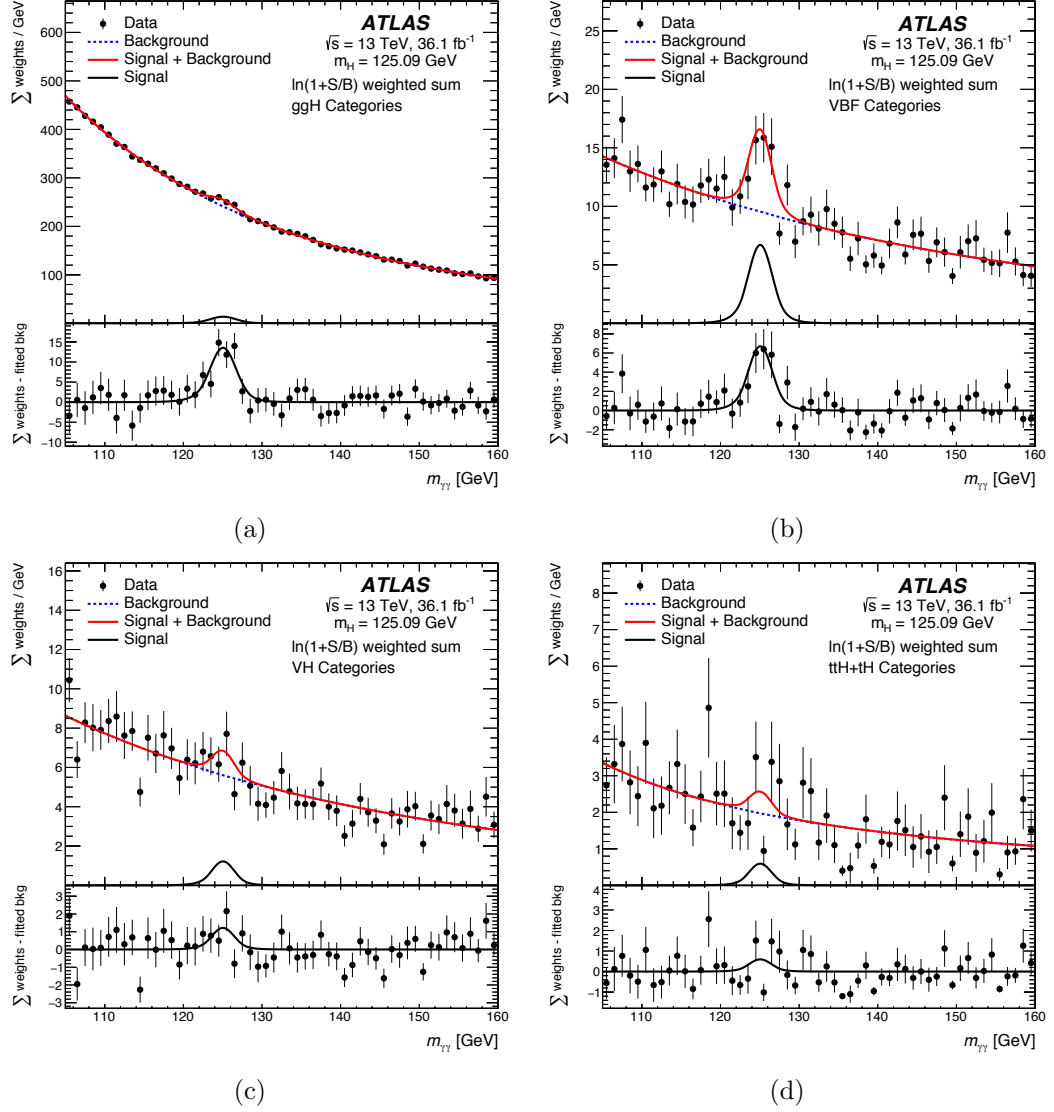 Σ weights / GeV
600
500
400
300
200
100
Data
Background
Signal + Background
Signal
ATLAS
√s = 13 TeV, 36.1 fb⁻¹
m_H = 125.09 GeV
ln(1+S/B) weighted sum
ggH Categories
Σ weights - fitted bkg
15
10
5
0
−5
−10
110 120 130 140 150 160
m_γγ [GeV]
(a)
Σ weights / GeV
25
20
15
10
5
Data
Background
Signal + Background
Signal
ATLAS
√s = 13 TeV, 36.1 fb⁻¹
m_H = 125.09 GeV
ln(1+S/B) weighted sum
VBF Categories
Σ weights - fitted bkg
8
6
4
2
0
−2
110 120 130 140 150 160
m_γγ [GeV]
(b)
Σ weights / GeV
16
14
12
10
8
6
4
2
Data
Background
Signal + Background
Signal
ATLAS
√s = 13 TeV, 36.1 fb⁻¹
m_H = 125.09 GeV
ln(1+S/B) weighted sum
VH Categories
Σ weights - fitted bkg
3
2
1
0
−1
−2
−3
110 120 130 140 150 160
m_γγ [GeV]
(c)
Σ weights / GeV
8
7
6
5
4
3
2
1
Data
Background
Signal + Background
Signal
ATLAS
√s = 13 TeV, 36.1 fb⁻¹
m_H = 125.09 GeV
ln(1+S/B) weighted sum
ttH+tH Categories
Σ weights - fitted bkg
4
3
2
1
0
−1
110 120 130 140 150 160
m_γγ [GeV]
(d)